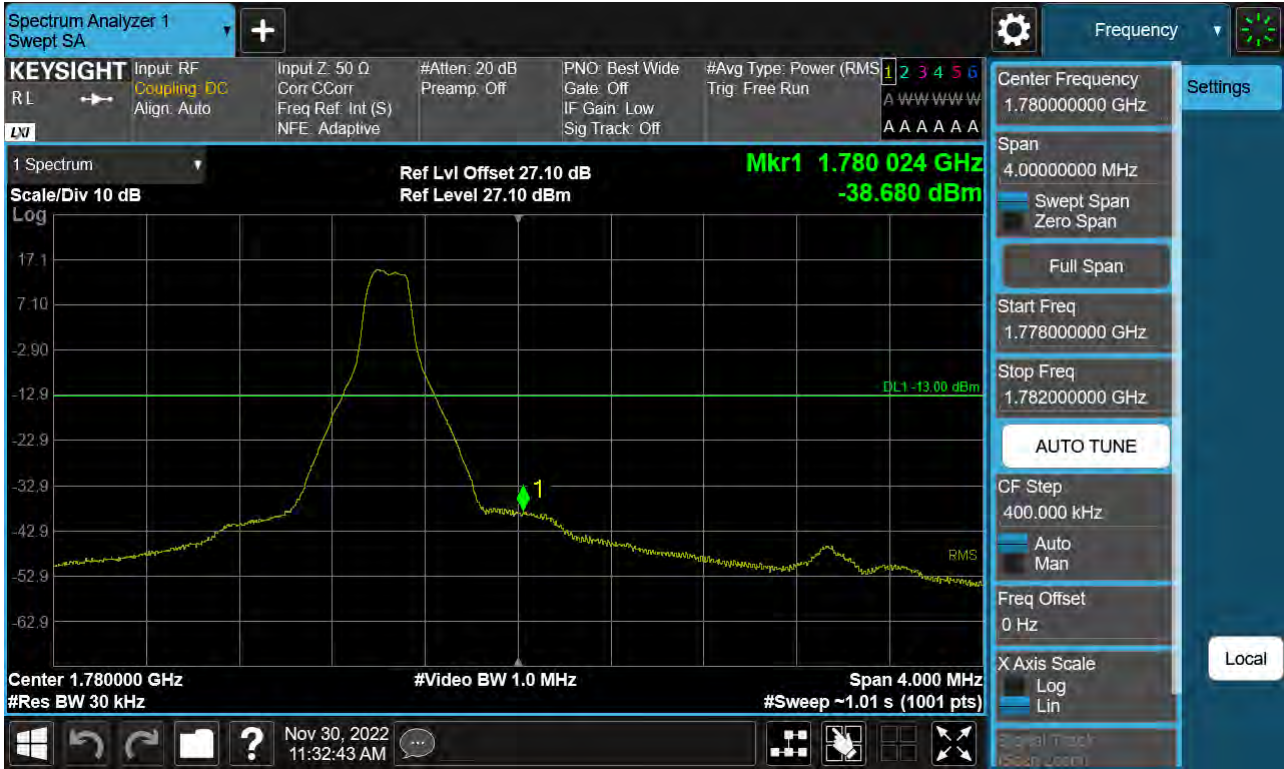 Spectrum Analyzer 1
Swept SA
Frequency
KEYSIGHT
RL
LXI
Input: RF
Coupling: DC
Align: Auto
Input Z: 50 Ω
Corr CCorr
Freq Ref: Int (S)
NFE: Adaptive
#Atten: 20 dB
Preamp: Off
PNO: Best Wide
Gate: Off
IF Gain: Low
Sig Track: Off
#Avg Type: Power (RMS
Trig: Free Run
1 2 3 4 5 6
A W W W W W
A A A A A A
1 Spectrum
Scale/Div 10 dB
Log
Ref Lvl Offset 27.10 dB
Ref Level 27.10 dBm
Mkr1 1.780 024 GHz
-38.680 dBm
17.1
7.10
-2.90
-12.9
-22.9
-32.9
-42.9
-52.9
-62.9
DL1 -13.00 dBm
1
RMS
Center 1.780000 GHz
#Res BW 30 kHz
#Video BW 1.0 MHz
Span 4.000 MHz
#Sweep ~1.01 s (1001 pts)
Center Frequency
1.780000000 GHz
Settings
Span
4.00000000 MHz
Swept Span
Zero Span
Full Span
Start Freq
1.778000000 GHz
Stop Freq
1.782000000 GHz
AUTO TUNE
CF Step
400.000 kHz
Auto
Man
Freq Offset
0 Hz
X Axis Scale
Log
Lin
Signal Track
(Span Zoom)
Local
?
Nov 30, 2022
11:32:43 AM